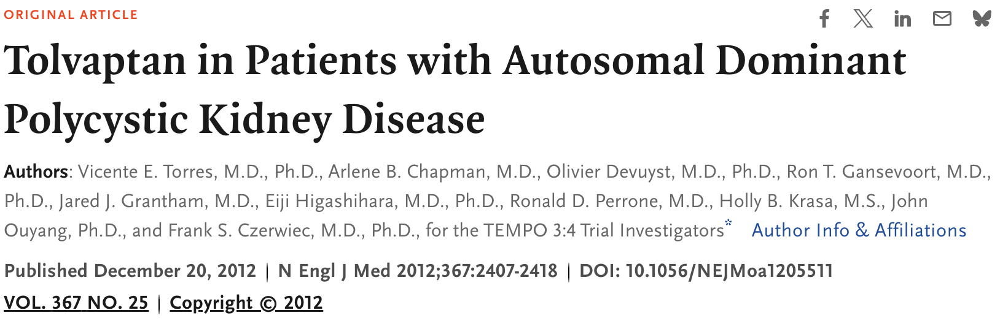 ORIGINAL ARTICLE
Tolvaptan in Patients with Autosomal Dominant
Polycystic Kidney Disease
Authors: Vicente E. Torres, M.D., Ph.D., Arlene B. Chapman, M.D., Olivier Devuyst, M.D., Ph.D., Ron T. Gansevoort, M.D.,
Ph.D., Jared J. Grantham, M.D., Eiji Higashihara, M.D., Ph.D., Ronald D. Perrone, M.D., Holly B. Krasa, M.S., John
Ouyang, Ph.D., and Frank S. Czerwiec, M.D., Ph.D., for the TEMPO 3:4 Trial Investigators* Author Info & Affiliations
Published December 20, 2012 | N Engl J Med 2012;367:2407-2418 | DOI: 10.1056/NEJMoa1205511
VOL. 367 NO. 25 | Copyright © 2012